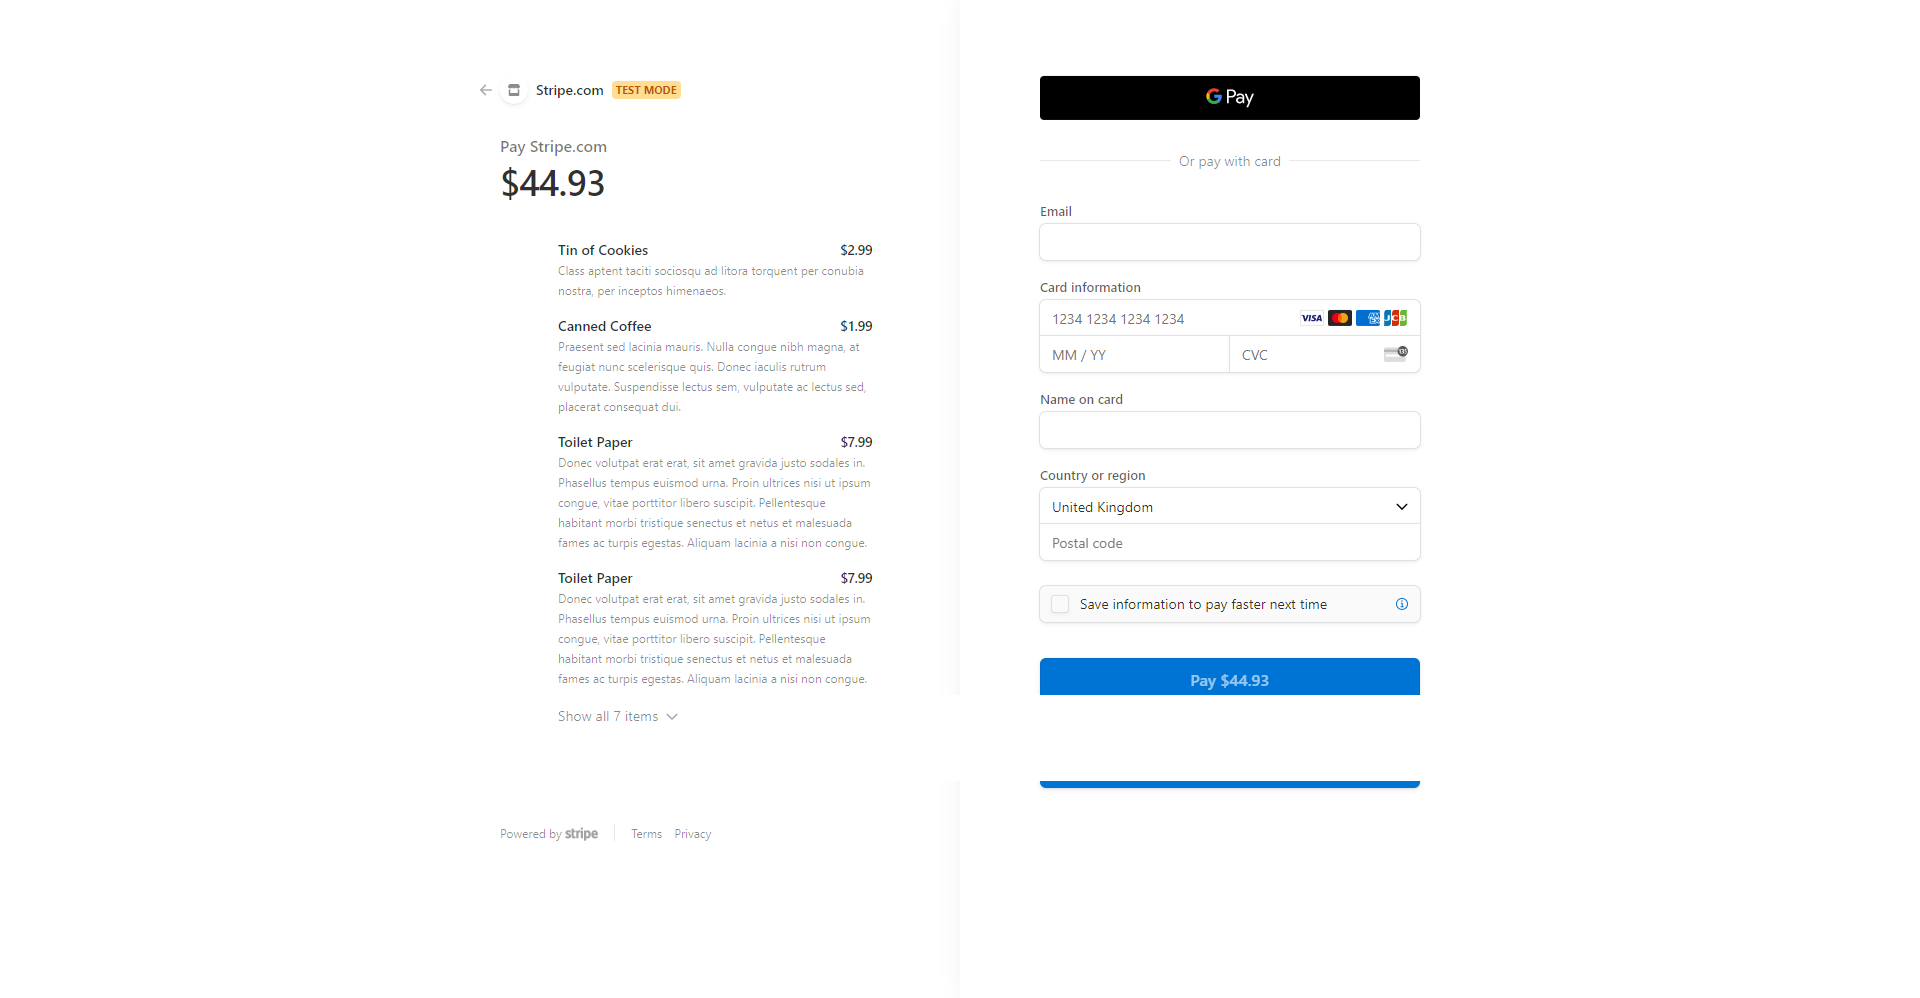 Stripe.com TEST MODE
Pay Stripe.com
$44.93
Tin of Cookies $2.99
Class aptent taciti sociosqu ad litora torquent per conubia
nostra, per inceptos himenaeos.
Canned Coffee $1.99
Praesent sed lacinia mauris. Nulla congue nibh magna, at
feugiat nunc scelerisque quis. Donec iaculis rutrum
vulputate. Suspendisse lectus sem, vulputate ac lectus sed,
placerat consequat dui.
Toilet Paper $7.99
Donec volutpat erat erat, sit amet gravida justo sodales in.
Phasellus tempus euismod urna. Proin ultrices nisi ut ipsum
congue, vitae porttitor libero suscipit. Pellentesque
habitant morbi tristique senectus et netus et malesuada
fames ac turpis egestas. Aliquam lacinia a nisi non congue.
Toilet Paper $7.99
Donec volutpat erat erat, sit amet gravida justo sodales in.
Phasellus tempus euismod urna. Proin ultrices nisi ut ipsum
congue, vitae porttitor libero suscipit. Pellentesque
habitant morbi tristique senectus et netus et malesuada
fames ac turpis egestas. Aliquam lacinia a nisi non congue.
Show all 7 items
Powered by stripe Terms Privacy
G Pay
Or pay with card
Email
Card information
1234 1234 1234 1234 VISA JCB
MM / YY CVC
Name on card
Country or region
United Kingdom
Postal code
Save information to pay faster next time
Pay $44.93